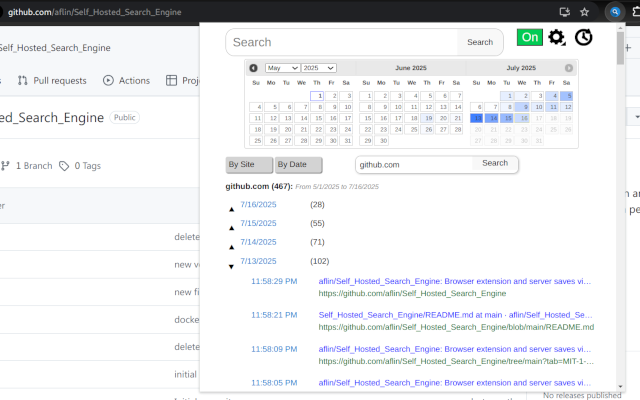 github.com/aflin/Self_Hosted_Search_Engine
Self_Hosted_Search_Engine
Pull requests
Actions
Proj
ed_Search_Engine
Public
1 Branch
0 Tags
er
delete
new v
new fi
docke
delete
initial
Search
Search
On
May
2025
June 2025
July 2025
Su Mo Tu We Th Fr Sa
Su Mo Tu We Th Fr Sa
Su Mo Tu We Th Fr Sa
1 2 3
1 2 3 4 5 6 7
1 2 3 4 5
4 5 6 7 8 9 10
8 9 10 11 12 13 14
6 7 8 9 10 11 12
11 12 13 14 15 16 17
15 16 17 18 19 20 21
13 14 15 16 17 18 19
18 19 20 21 22 23 24
22 23 24 25 26 27 28
20 21 22 23 24 25 26
25 26 27 28 29 30 31
29 30
27 28 29 30 31
By Site
By Date
github.com
Search
github.com (467): From 5/1/2025 to 7/16/2025
7/16/2025 (28)
7/15/2025 (55)
7/14/2025 (71)
7/13/2025 (102)
11:58:29 PM aflin/Self_Hosted_Search_Engine: Browser extension and server saves vi…
https://github.com/aflin/Self_Hosted_Search_Engine
11:58:21 PM Self_Hosted_Search_Engine/README.md at main · aflin/Self_Hosted_Se…
https://github.com/aflin/Self_Hosted_Search_Engine/blob/main/README.md
11:58:09 PM aflin/Self_Hosted_Search_Engine: Browser extension and server saves vi…
https://github.com/aflin/Self_Hosted_Search_Engine/tree/main?tab=MIT-1-…
11:58:05 PM aflin/Self_Hosted_Search_Engine: Browser extension and server saves vi…
No releases published